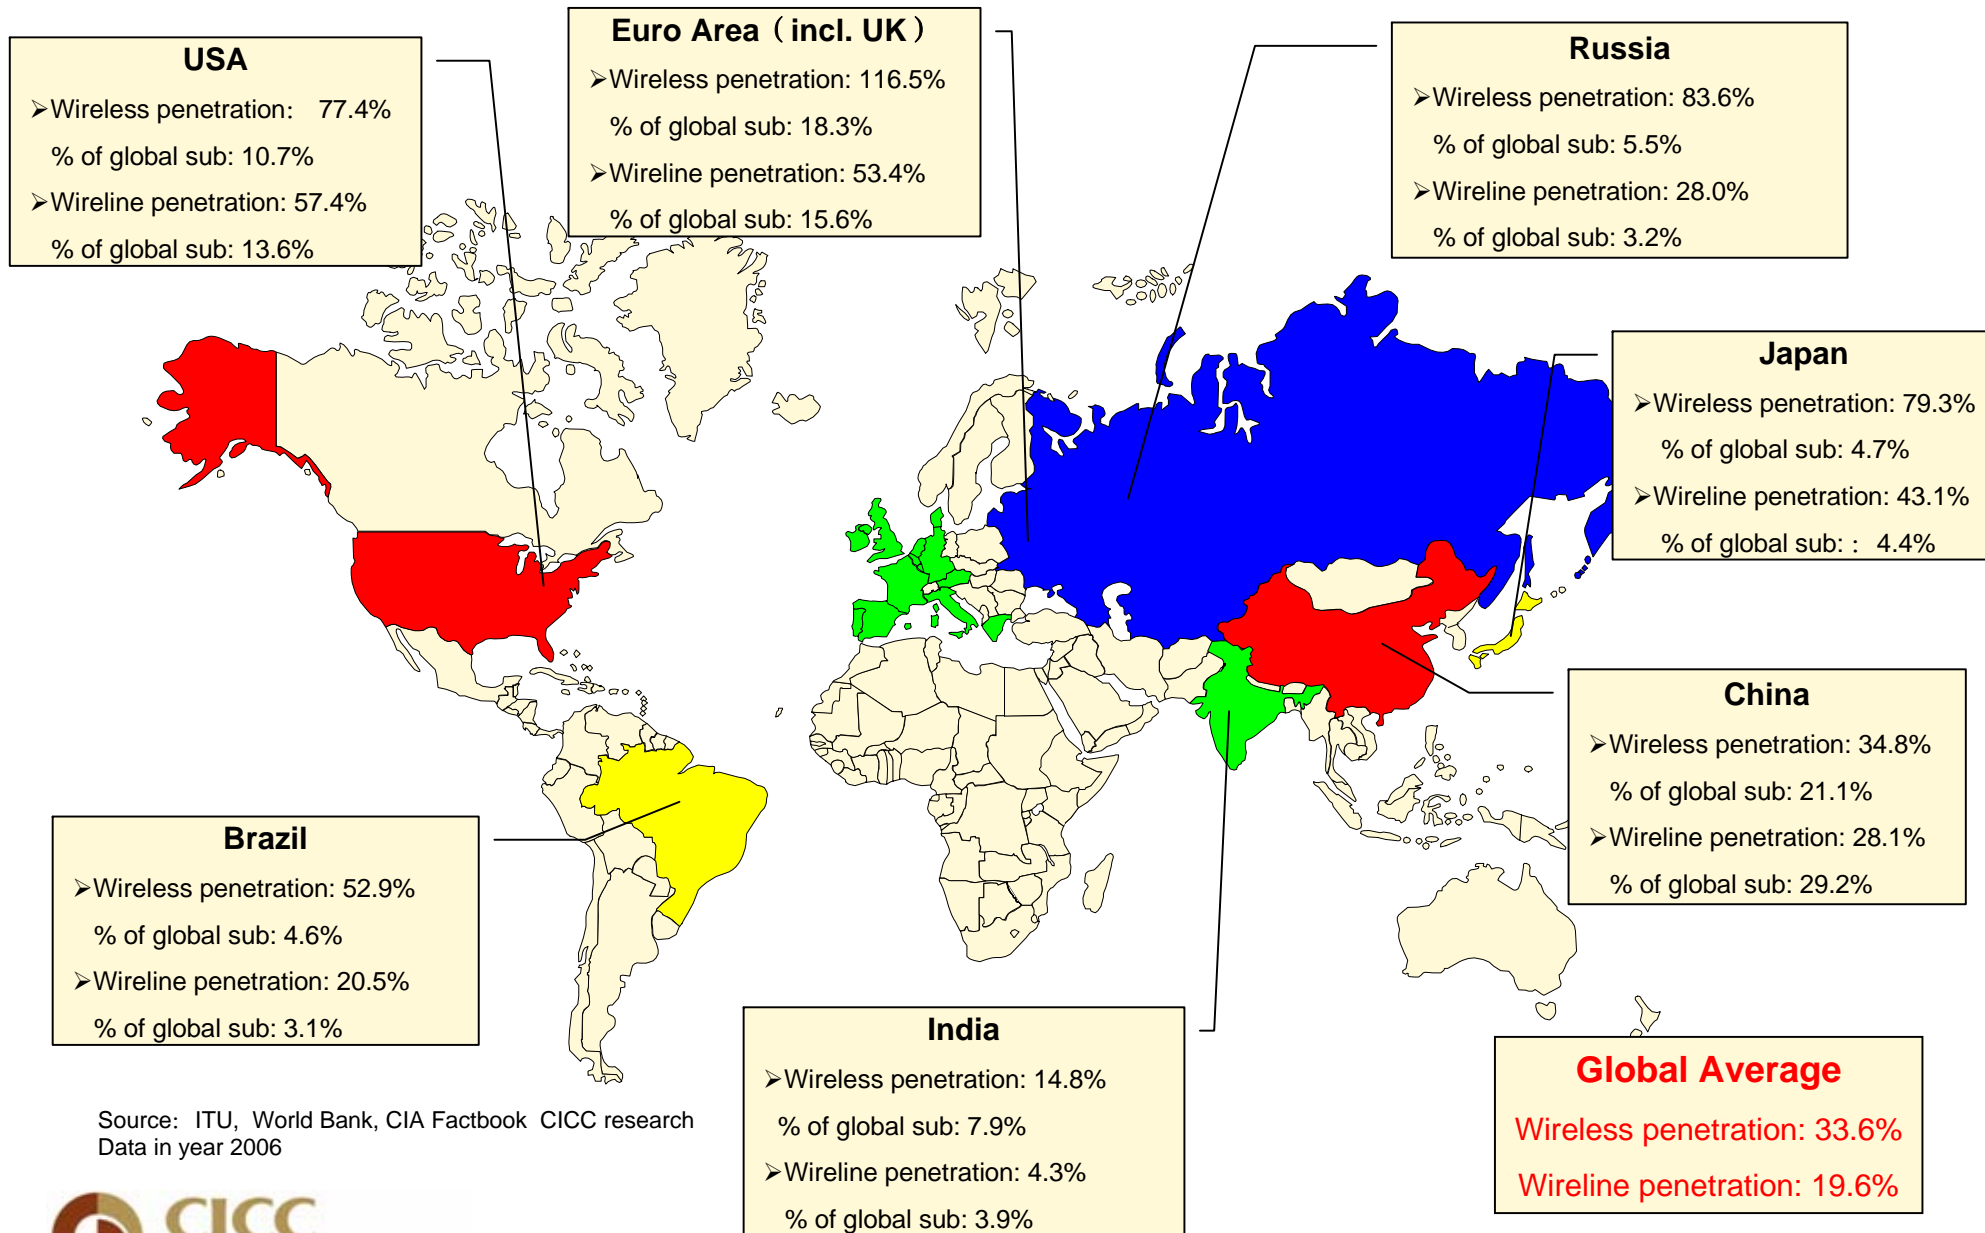 USA
➢Wireless penetration: 77.4%
% of global sub: 10.7%
➢Wireline penetration: 57.4%
% of global sub: 13.6%
Euro Area（incl. UK）
➢Wireless penetration: 116.5%
% of global sub: 18.3%
➢Wireline penetration: 53.4%
% of global sub: 15.6%
Russia
➢Wireless penetration: 83.6%
% of global sub: 5.5%
➢Wireline penetration: 28.0%
% of global sub: 3.2%
Japan
➢Wireless penetration: 79.3%
% of global sub: 4.7%
➢Wireline penetration: 43.1%
% of global sub:： 4.4%
China
➢Wireless penetration: 34.8%
% of global sub: 21.1%
➢Wireline penetration: 28.1%
% of global sub: 29.2%
Brazil
➢Wireless penetration: 52.9%
% of global sub: 4.6%
➢Wireline penetration: 20.5%
% of global sub: 3.1%
India
➢Wireless penetration: 14.8%
% of global sub: 7.9%
➢Wireline penetration: 4.3%
% of global sub: 3.9%
Global Average
Wireless penetration: 33.6%
Wireline penetration: 19.6%
Source： ITU, World Bank, CIA Factbook CICC research
Data in year 2006
CICC